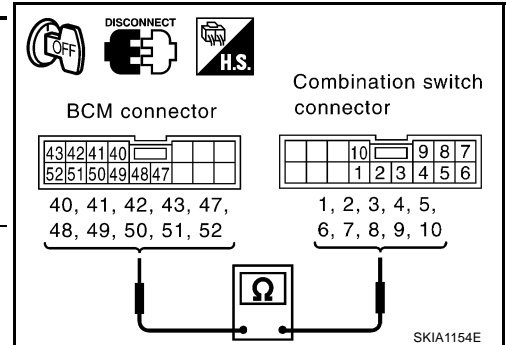 DISCONNECT
OFF
H.S.
Combination switch
connector
BCM connector
43 42 41 40
52 51 50 49 48 47
10 9 8 7
1 2 3 4 5 6
40, 41, 42, 43, 47,
48, 49, 50, 51, 52
1, 2, 3, 4, 5,
6, 7, 8, 9, 10
Ω
SKIA1154E